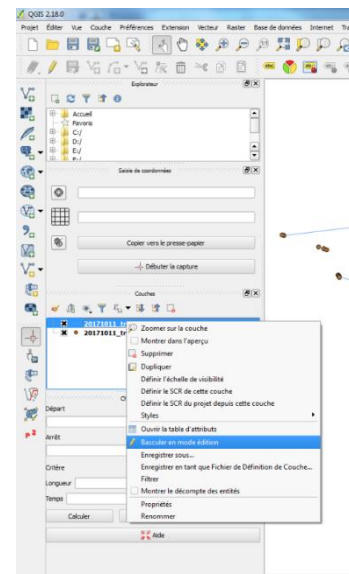 QGIS 2.18.0
Projet Éditer Vue Couche Préférences Extension Vecteur Raster Base de données Internet
Explorateur
Accueil
Favoris
C:/
D:/
E:/
F:/
Saisie de coordonnées
Copier vers le presse-papier
Débuter la capture
Couches
20171011_tr
20171011_tr
Zoomer sur la couche
Montrer dans l'aperçu
Supprimer
Dupliquer
Définir l'échelle de visibilité
Définir le SCR de cette couche
Définir le SCR du projet depuis cette couche
Styles
Ouvrir la table d'attributs
Basculer en mode édition
Enregistrer sous...
Enregistrer en tant que Fichier de Définition de Couche...
Filtrer
Montrer le décompte des entités
Propriétés
Renommer
Départ
Arrêt
Critère
Longueur
Temps
Calculer
Aide